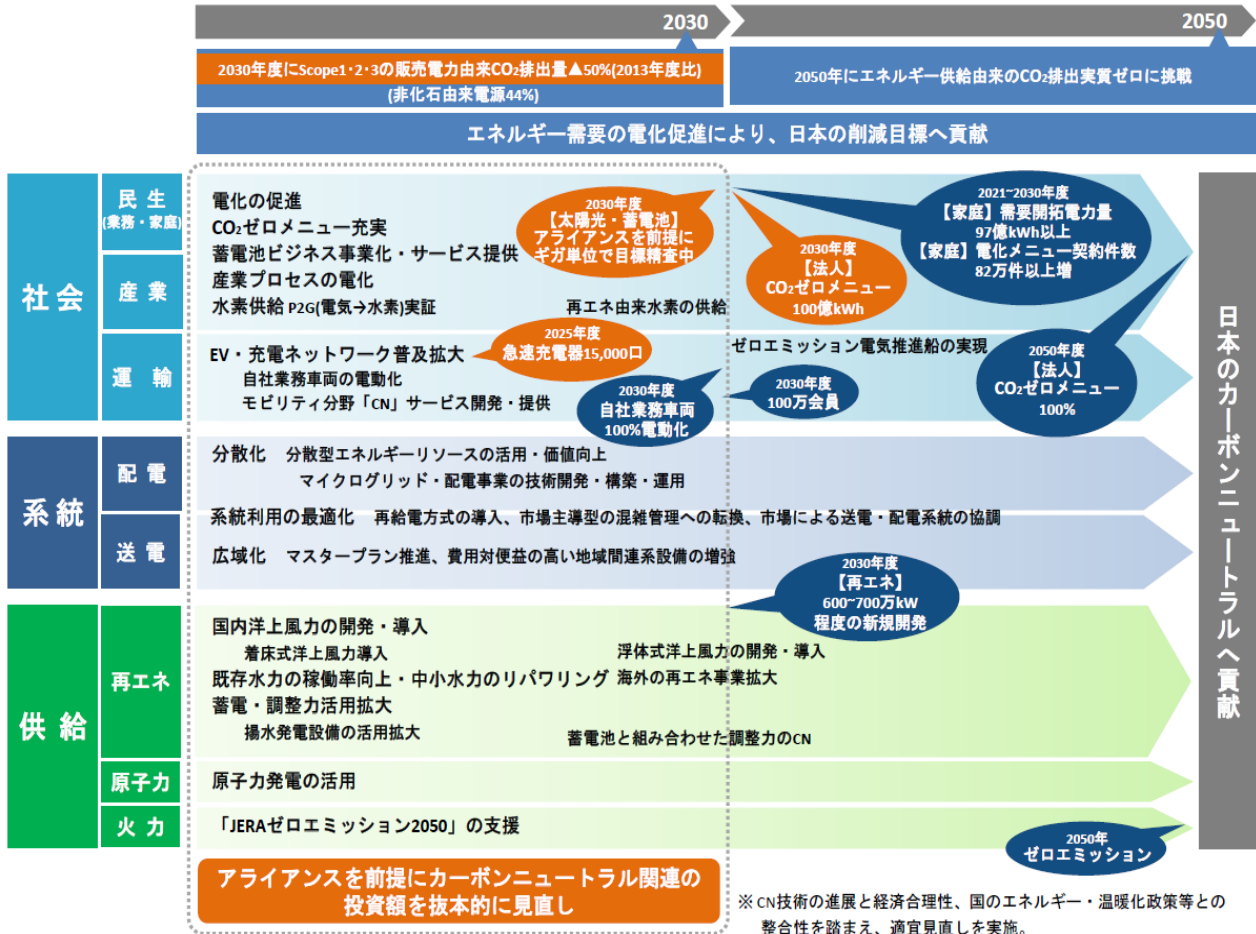 2030
2050
2030年度にScope1・2・3の販売電力由来CO₂排出量▲50%(2013年度比)
(非化石由来電源44%)
2050年にエネルギー供給由来のCO₂排出実質ゼロに挑戦
エネルギー需要の電化促進により、日本の削減目標へ貢献
社会
民生
(業務・家庭)
産業
運輸
電化の促進
CO₂ゼロメニュー充実
蓄電池ビジネス事業化・サービス提供
産業プロセスの電化
水素供給 P2G(電気→水素)実証
再エネ由来水素の供給
2030年度
【太陽光・蓄電池】
アライアンスを前提に
ギガ単位で目標精査中
2030年度
【法人】
CO₂ゼロメニュー
100億kWh
2021~2030年度
【家庭】需要開拓電力量
97億kWh以上
【家庭】電化メニュー契約件数
82万件以上増
EV・充電ネットワーク普及拡大
自社業務車両の電動化
モビリティ分野「CN」サービス開発・提供
2025年度
急速充電器15,000口
ゼロエミッション電気推進船の実現
2030年度
自社業務車両
100%電動化
2030年度
100万会員
2050年度
【法人】
CO₂ゼロメニュー
100%
系統
配電
送電
分散化 分散型エネルギーリソースの活用・価値向上
マイクログリッド・配電事業の技術開発・構築・運用
系統利用の最適化 再給電方式の導入、市場主導型の混雑管理への転換、市場による送電・配電系統の協調
広域化 マスタープラン推進、費用対便益の高い地域間連系設備の増強
2030年度
【再エネ】
600~700万kW
程度の新規開発
供給
再エネ
原子力
火力
国内洋上風力の開発・導入
着床式洋上風力導入
浮体式洋上風力の開発・導入
既存水力の稼働率向上・中小水力のリパワリング
海外の再エネ事業拡大
蓄電・調整力活用拡大
揚水発電設備の活用拡大
蓄電池と組み合わせた調整力のCN
原子力発電の活用
「JERAゼロエミッション2050」の支援
2050年
ゼロエミッション
日本のカーボンニュートラルへ貢献
アライアンスを前提にカーボンニュートラル関連の
投資額を抜本的に見直し
※CN技術の進展と経済合理性、国のエネルギー・温暖化政策等との
整合性を踏まえ、適宜見直しを実施。